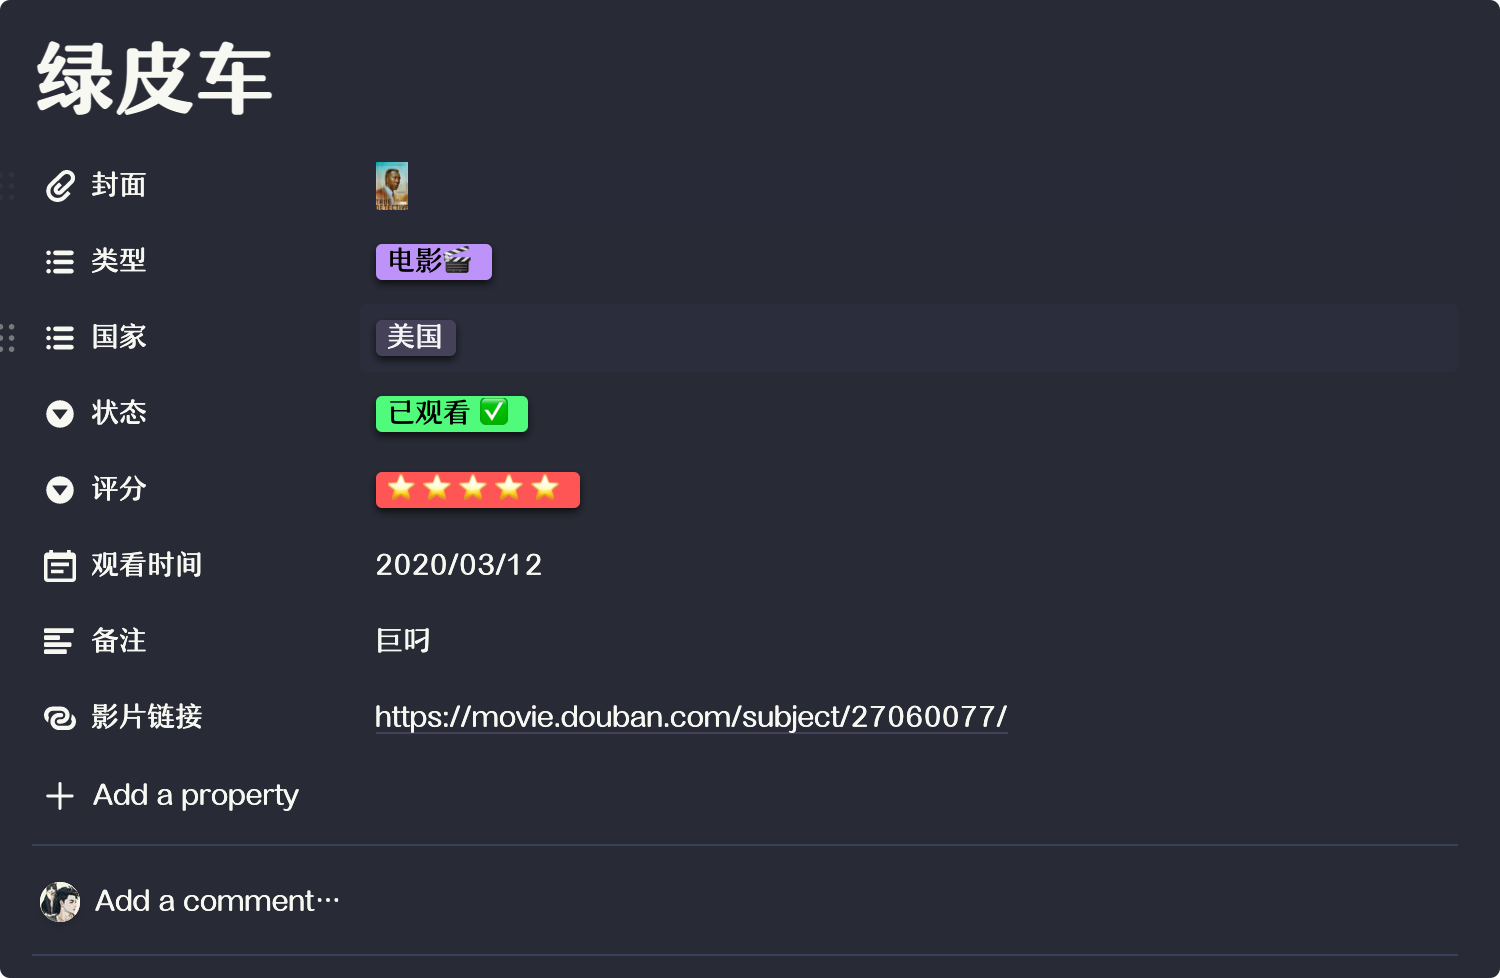 绿皮车
封面
类型 电影🎬
国家 美国
状态 已观看 ✅
评分 ⭐⭐⭐⭐⭐
观看时间 2020/03/12
备注 巨叼
影片链接 https://movie.douban.com/subject/27060077/
Add a property
Add a comment…